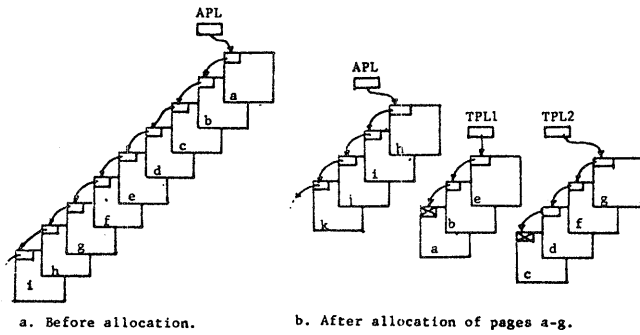 APL
a
b
c
d
e
f
g
h
i
APL
h
i
j
k
TPL1
e
b
a
TPL2
g
f
d
c
a. Before allocation.
b. After allocation of pages a-g.